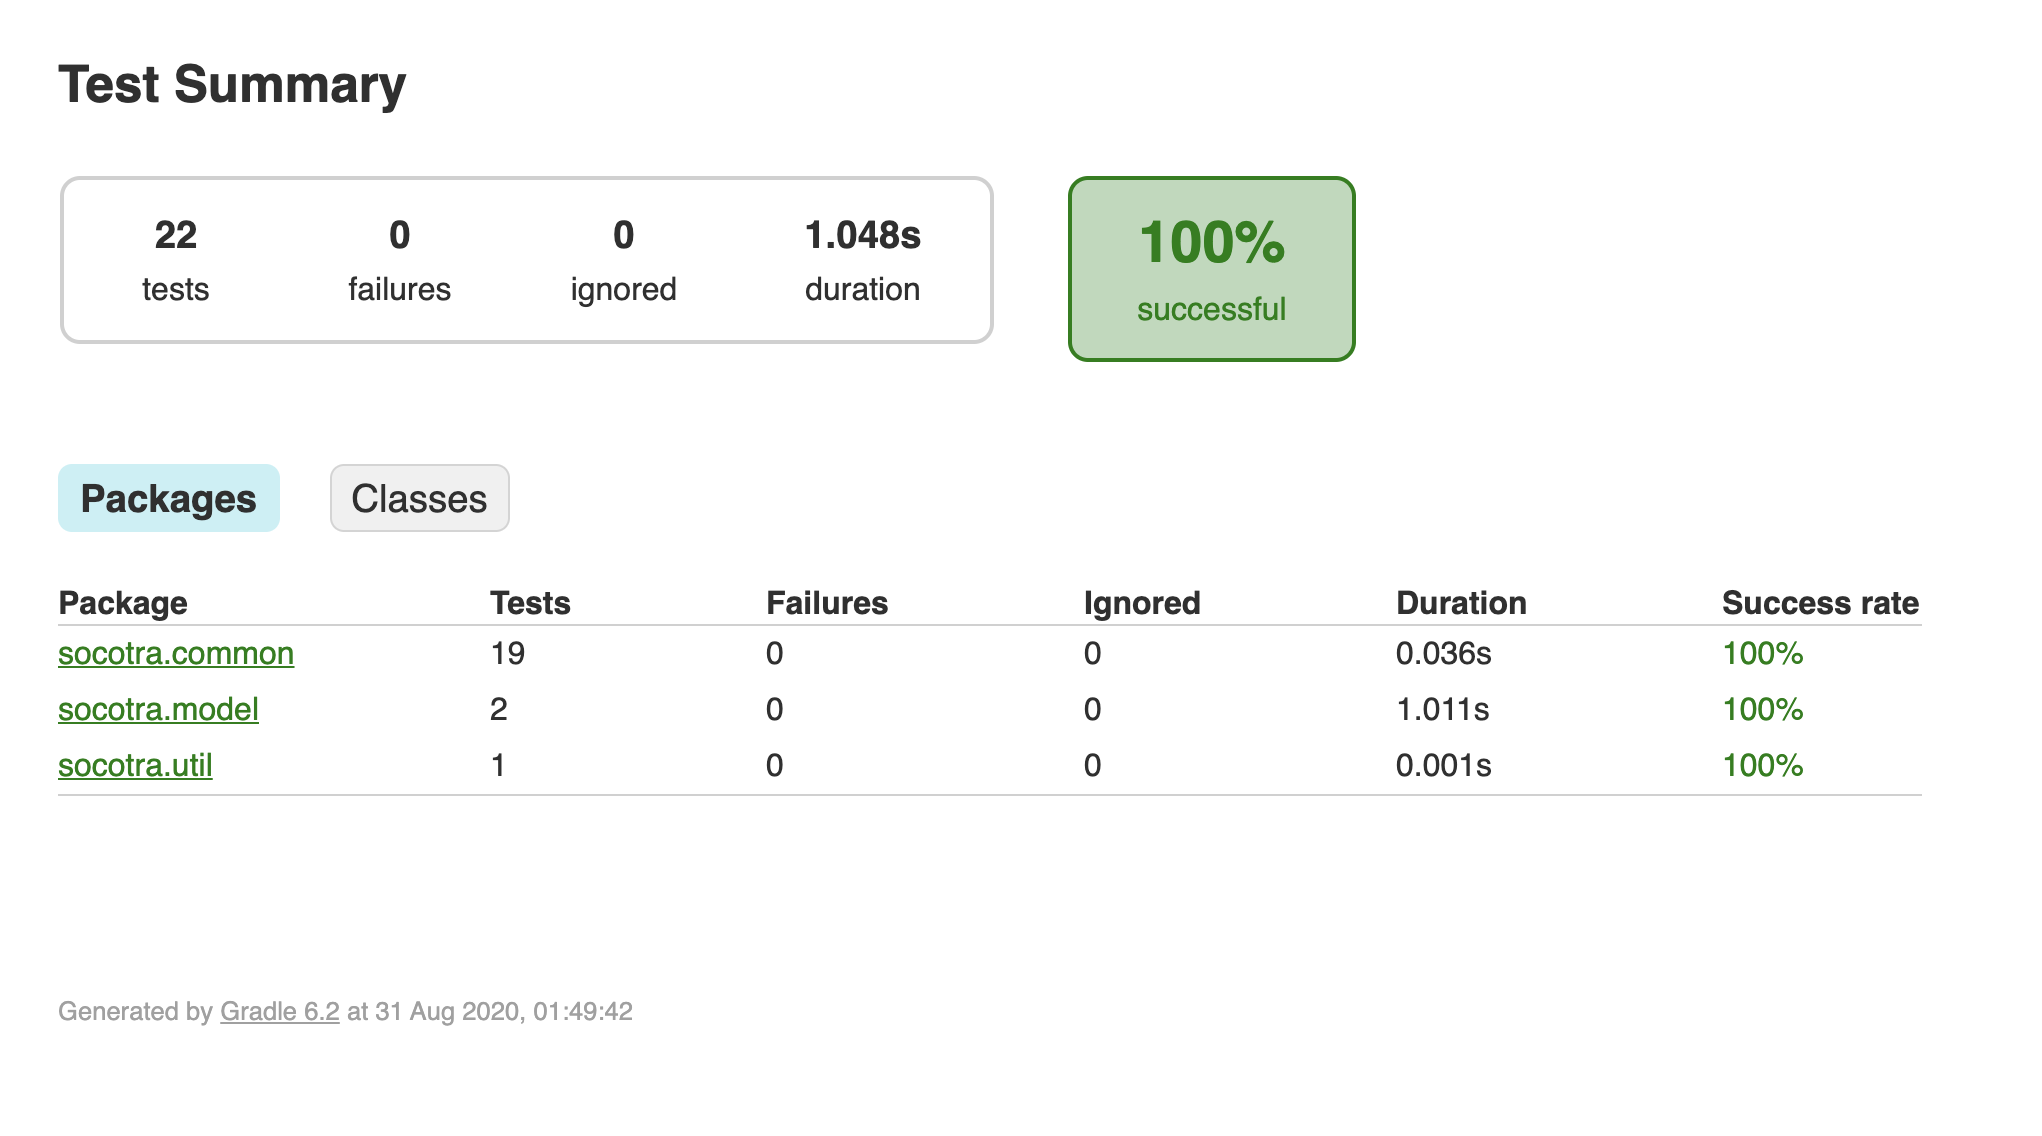 Test Summary
22 0 0 1.048s
tests failures ignored duration
100%
successful
Packages Classes
Package Tests Failures Ignored Duration Success rate
socotra.common 19 0 0 0.036s 100%
socotra.model 2 0 0 1.011s 100%
socotra.util 1 0 0 0.001s 100%
Generated by Gradle 6.2 at 31 Aug 2020, 01:49:42